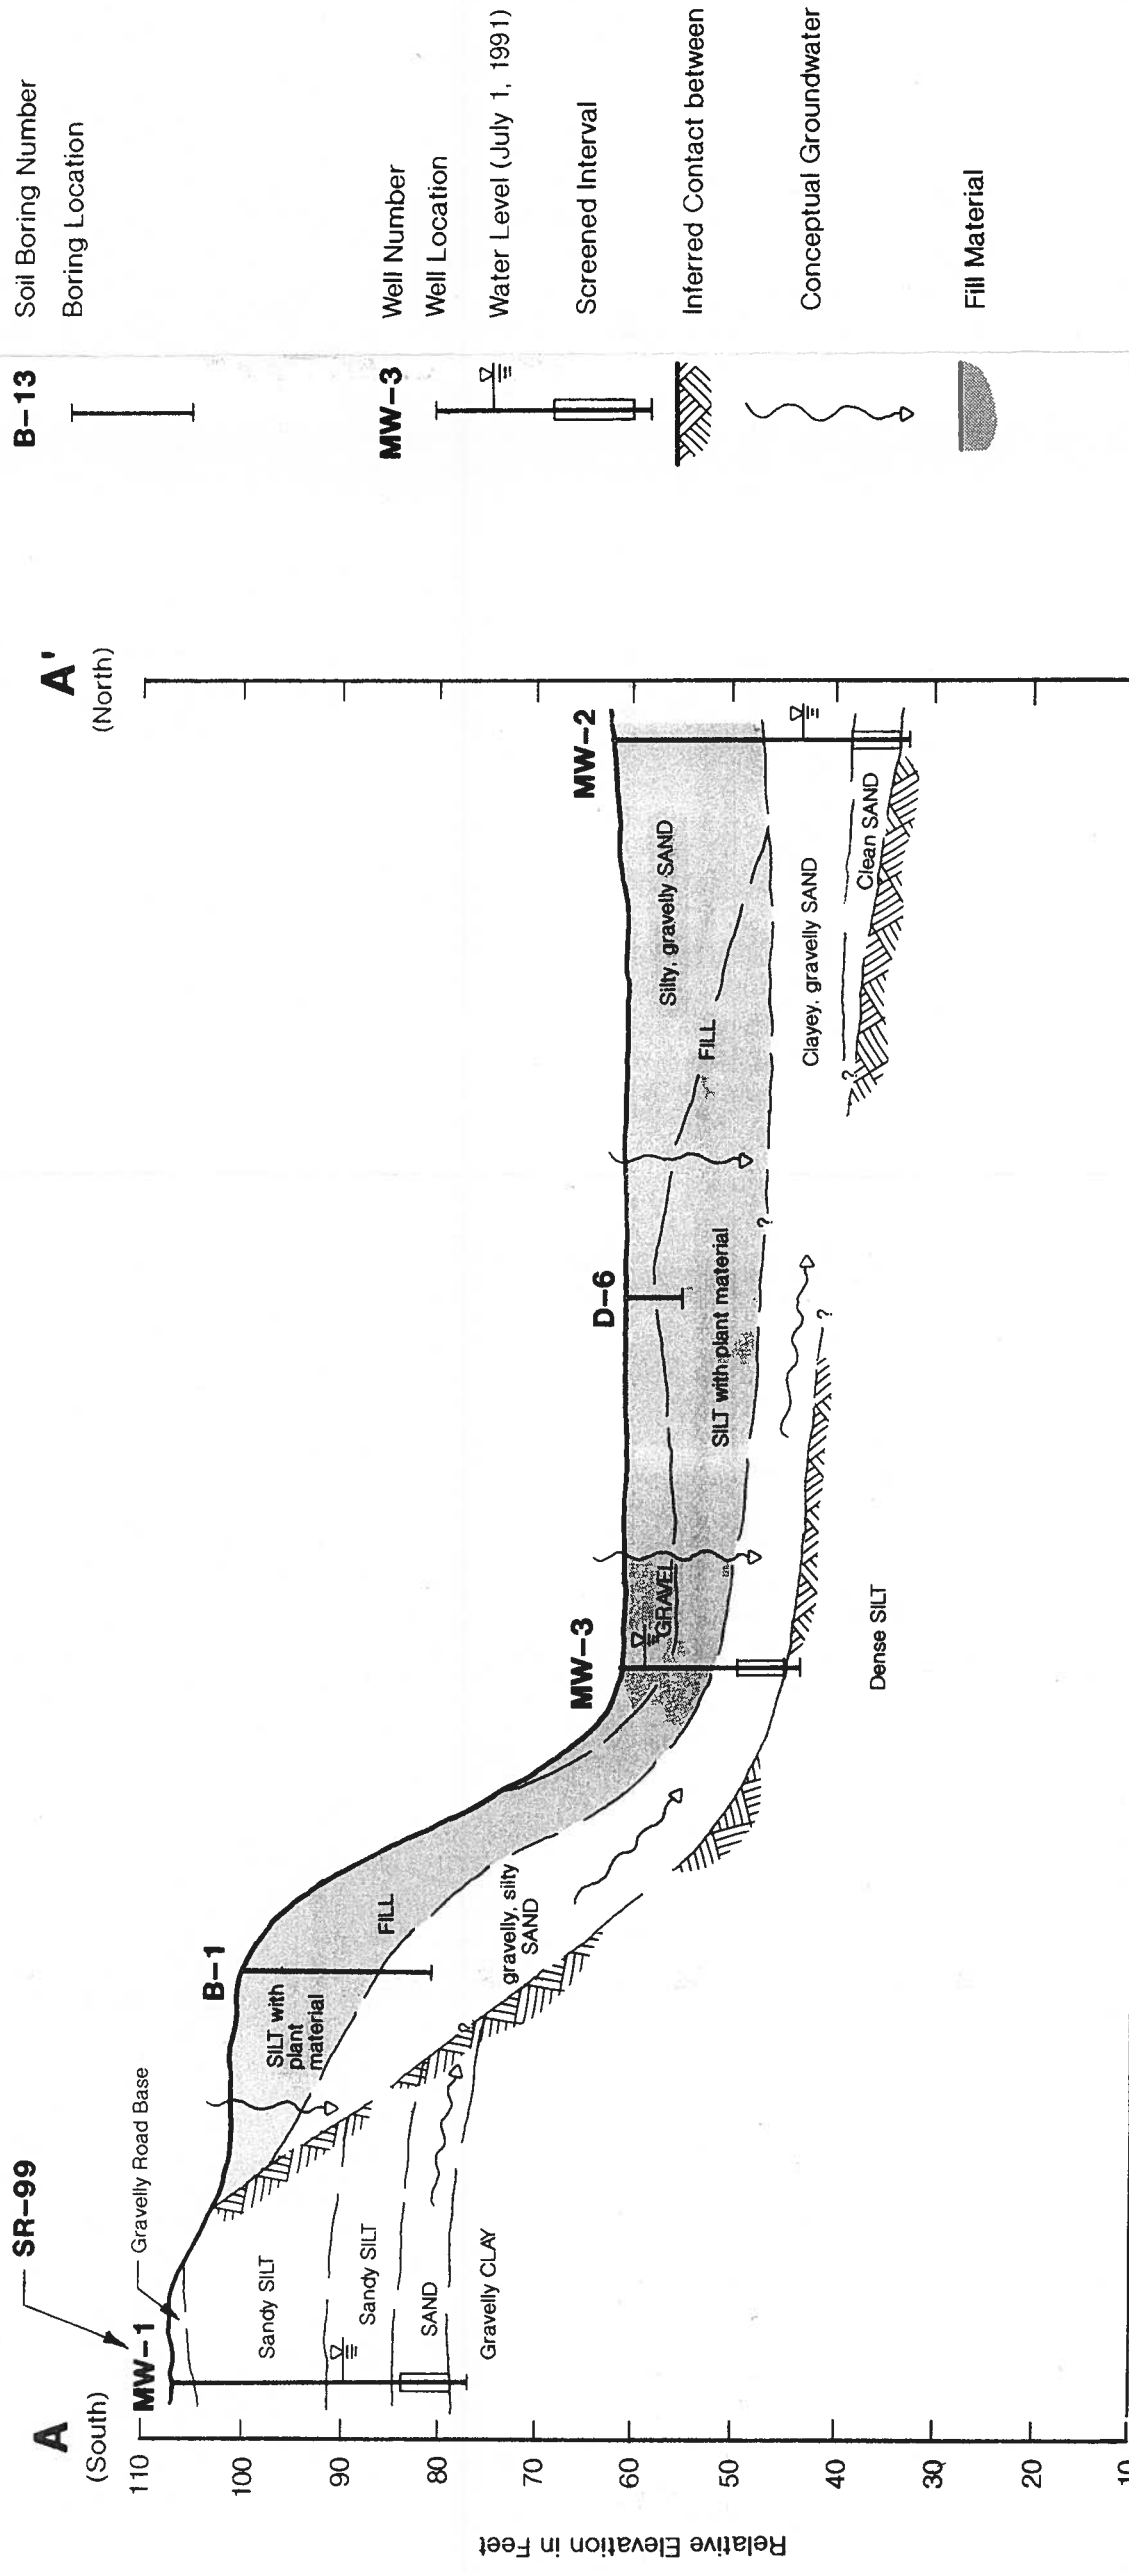 A
(South)
SR-99
MW-1
Gravelly Road Base
B-1
MW-3
D-6
MW-2
A'
(North)
110
100
90
80
70
60
50
40
30
20
10
Relative Elevation in Feet
Sandy SILT
Sandy SILT
SAND
Gravelly CLAY
SILT with
plant
material
FILL
gravelly, silty
SAND
?
GRAVEL
Dense SILT
SILT with plant material
?
?
FILL
Silty, gravelly SAND
Clayey, gravelly SAND
?
Clean SAND
B-13
Soil Boring Number
Boring Location
MW-3
Well Number
Well Location
Water Level (July 1, 1991)
Screened Interval
Inferred Contact between
Conceptual Groundwater
Fill Material